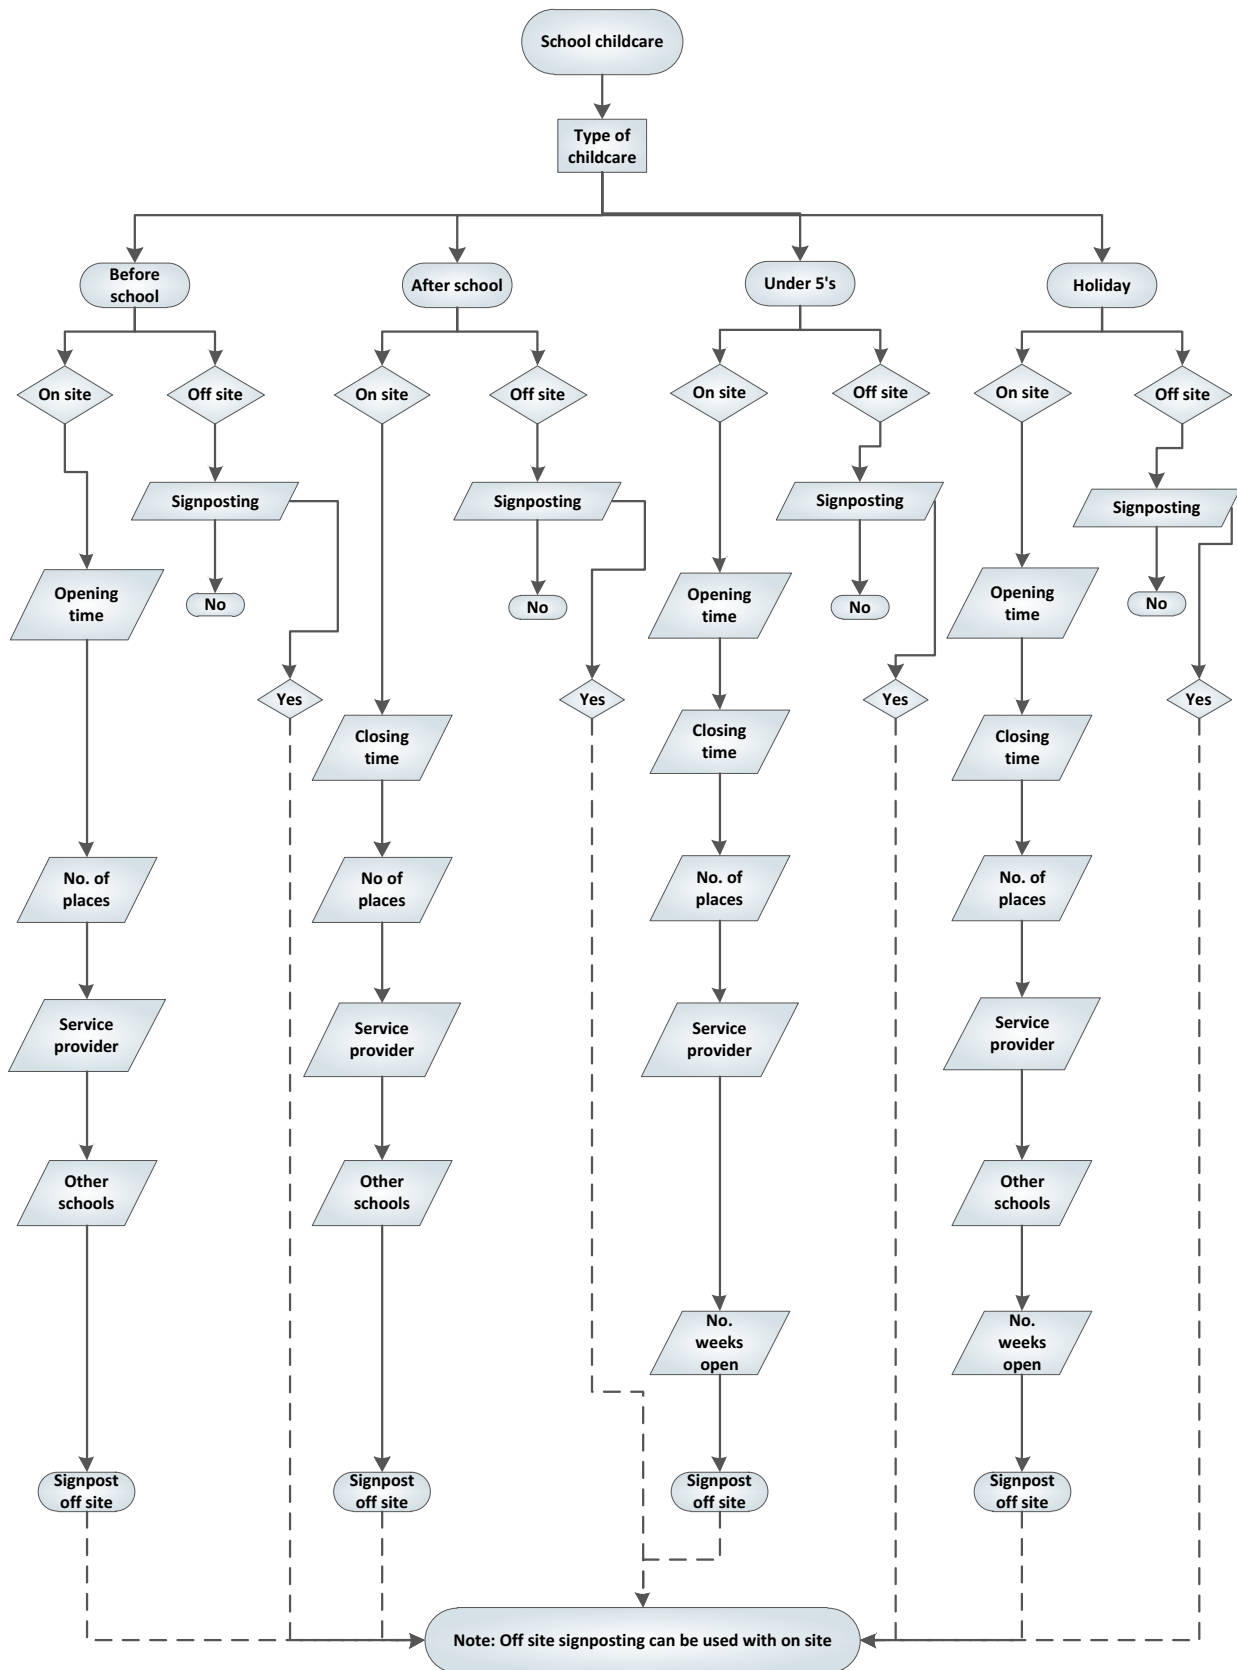 School childcare
Type of
childcare
Before
school
After school
Under 5's
Holiday
On site
Off site
On site
Off site
On site
Off site
On site
Off site
Signposting
Signposting
Signposting
Signposting
Opening
time
No
No
Opening
time
No
Opening
time
No
Yes
Yes
Yes
Yes
Closing
time
Closing
time
Closing
time
No. of
places
No of
places
No. of
places
No. of
places
Service
provider
Service
provider
Service
provider
Service
provider
Other
schools
Other
schools
Other
schools
No.
weeks
open
No.
weeks
open
Signpost
off site
Signpost
off site
Signpost
off site
Signpost
off site
Note: Off site signposting can be used with on site